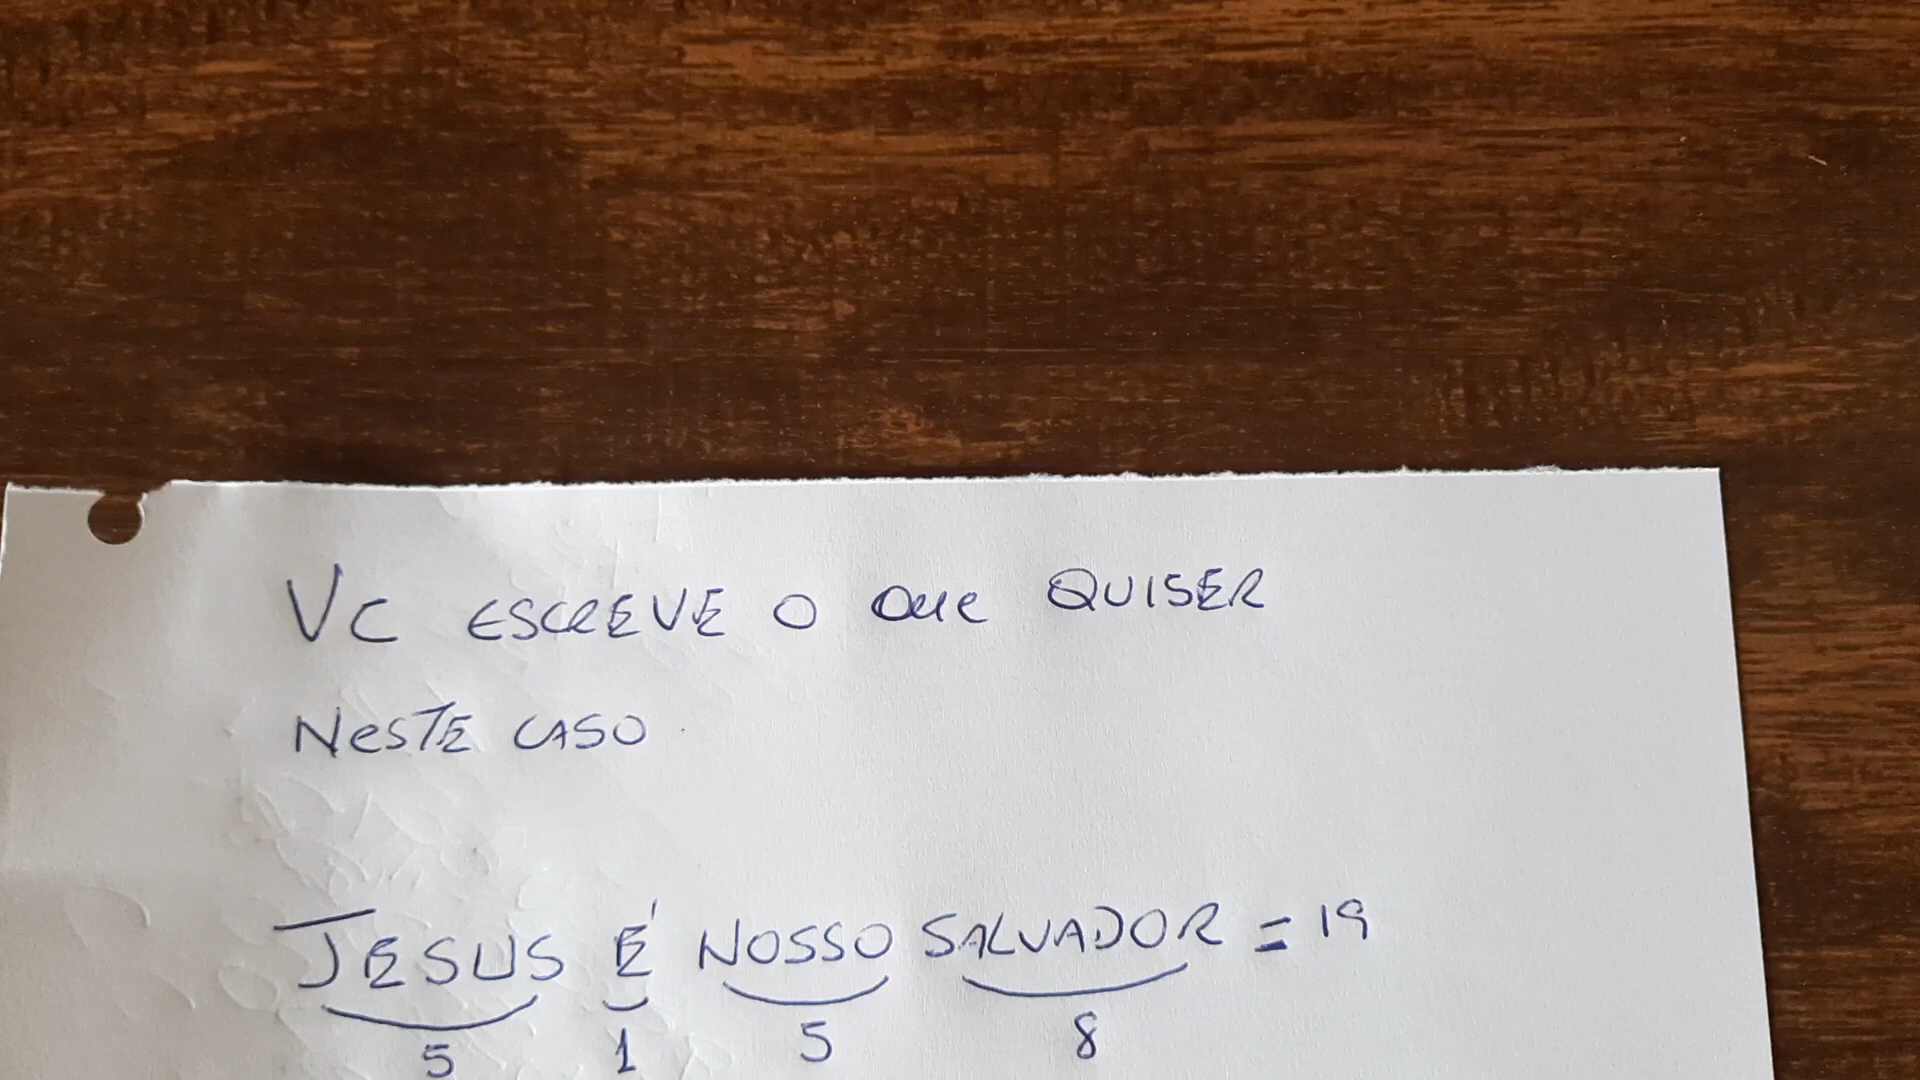 VC ESCREVE O QUE QUISER
NESTE CASO
JESUS É NOSSO SALVADOR = 19
5 1 5 8